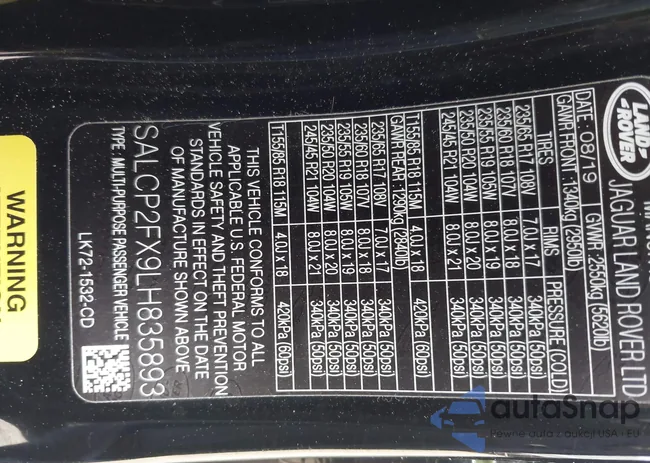 LAND-
-ROVER
JAGUAR LAND ROVER LTD
DATE: 08/19 GVWR: 2550kg (5620lb)
GAWR FRONT: 1340kg (2950lb)
TIRES RIMS PRESSURE (COLD)
235/65 R17 108V 7.0J x 17 340kPa (50psi)
235/60 R18 107V 8.0J x 18 340kPa (50psi)
235/55 R19 105W 8.0J x 19 340kPa (50psi)
235/50 R20 104W 8.0J x 20 340kPa (50psi)
245/45 R21 104W 8.0J x 21 340kPa (50psi)
T155/85 R18 115M 4.0J x 18 420kPa (60psi)
GAWR REAR: 1290kg (2840lb)
235/65 R17 108V 7.0J x 17 340kPa (50psi)
235/60 R18 107V 8.0J x 18 340kPa (50psi)
235/55 R19 105W 8.0J x 19 340kPa (50psi)
235/50 R20 104W 8.0J x 20 340kPa (50psi)
245/45 R21 104W 8.0J x 21 340kPa (50psi)
T155/85 R18 115M 4.0J x 18 420kPa (60psi)
THIS VEHICLE CONFORMS TO ALL
APPLICABLE U.S. FEDERAL MOTOR
VEHICLE SAFETY AND THEFT PREVENTION
STANDARDS IN EFFECT ON THE DATE
OF MANUFACTURE SHOWN ABOVE
SALCP2FX9LH835893
TYPE: MULTI-PURPOSE PASSENGER VEHICLE
LK72-1532-CD
WARNING
autoSnap
pewne auta z aukcji USA · EU